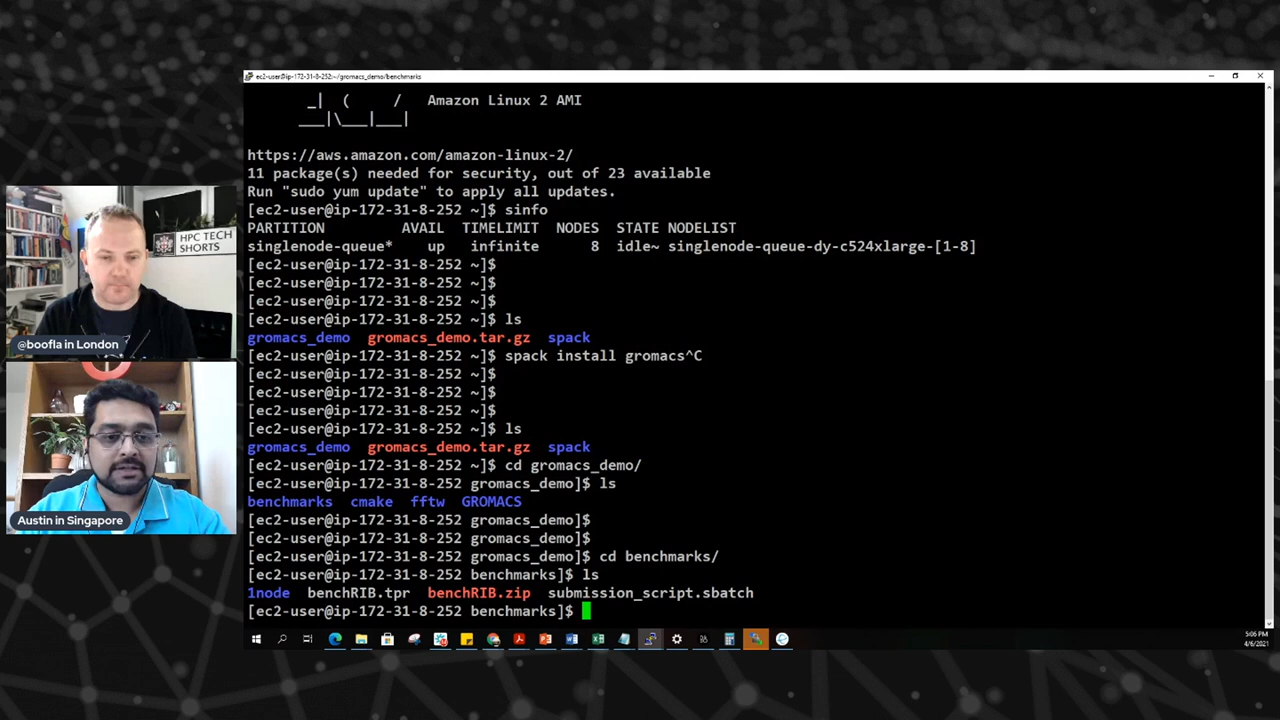 ec2-user@ip-172-31-8-252:~/gromacs_demo/benchmarks
_|  (     /   Amazon Linux 2 AMI
___|\___|___|
https://aws.amazon.com/amazon-linux-2/
11 package(s) needed for security, out of 23 available
Run "sudo yum update" to apply all updates.
[ec2-user@ip-172-31-8-252 ~]$ sinfo
PARTITION         AVAIL  TIMELIMIT  NODES  STATE NODELIST
singlenode-queue*    up   infinite      8  idle~ singlenode-queue-dy-c524xlarge-[1-8]
[ec2-user@ip-172-31-8-252 ~]$
[ec2-user@ip-172-31-8-252 ~]$
[ec2-user@ip-172-31-8-252 ~]$
[ec2-user@ip-172-31-8-252 ~]$ ls
gromacs_demo  gromacs_demo.tar.gz  spack
[ec2-user@ip-172-31-8-252 ~]$ spack install gromacs^C
[ec2-user@ip-172-31-8-252 ~]$
[ec2-user@ip-172-31-8-252 ~]$
[ec2-user@ip-172-31-8-252 ~]$
[ec2-user@ip-172-31-8-252 ~]$ ls
gromacs_demo  gromacs_demo.tar.gz  spack
[ec2-user@ip-172-31-8-252 ~]$ cd gromacs_demo/
[ec2-user@ip-172-31-8-252 gromacs_demo]$ ls
benchmarks  cmake  fftw  GROMACS
[ec2-user@ip-172-31-8-252 gromacs_demo]$
[ec2-user@ip-172-31-8-252 gromacs_demo]$
[ec2-user@ip-172-31-8-252 gromacs_demo]$ cd benchmarks/
[ec2-user@ip-172-31-8-252 benchmarks]$ ls
1node  benchRIB.tpr  benchRIB.zip  submission_script.sbatch
[ec2-user@ip-172-31-8-252 benchmarks]$
HPC TECH
SHORTS
@boofla in London
Austin in Singapore
5:06 PM
4/6/2021